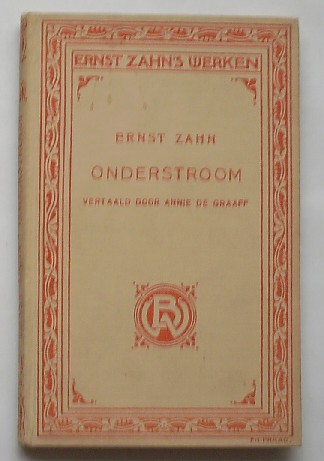 ERNST ZAHN'S WERKEN
ERNST ZAHN
ONDERSTROOM
VERTAALD DOOR ANNIE DE GRAAFF